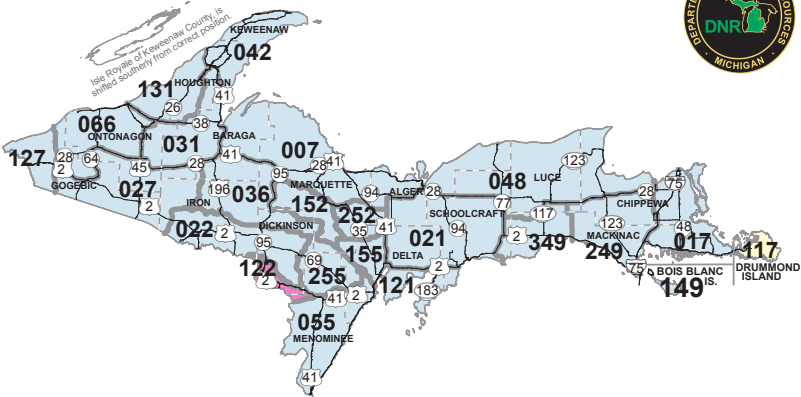 DEPARTI
OURCES
DNR
· MICHIGAN ·
Isle Royale of Keweenaw County, is
shifted southerly from correct position.
KEWEENAW
042
131
HOUGHTON
26
41
38
066
ONTONAGON
031
BARAGA
007
127
28
2
64
45
28
41
95
28
41
GOGEBIC
027
2
IRON
196
036
MARQUETTE
152
94
ALGER
28
048
LUCE
123
28
75
CHIPPEWA
022
2
DICKINSON
252
35
41
SCHOOLCRAFT
94
77
117
123
MACKINAC
48
95
69
155
021
DELTA
2
349
249
017
117
122
2
255
41
2
121
183
2
75
BOIS BLANC
IS.
149
DRUMMOND
ISLAND
055
MENOMINEE
41